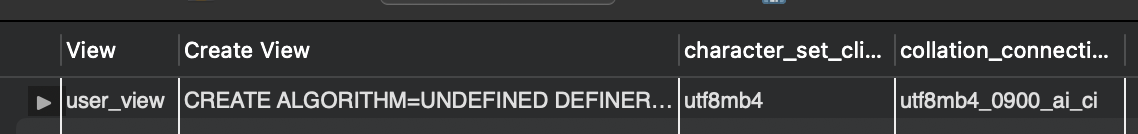 View Create View character_set_cli... collation_connecti...
user_view CREATE ALGORITHM=UNDEFINED DEFINER... utf8mb4 utf8mb4_0900_ai_ci